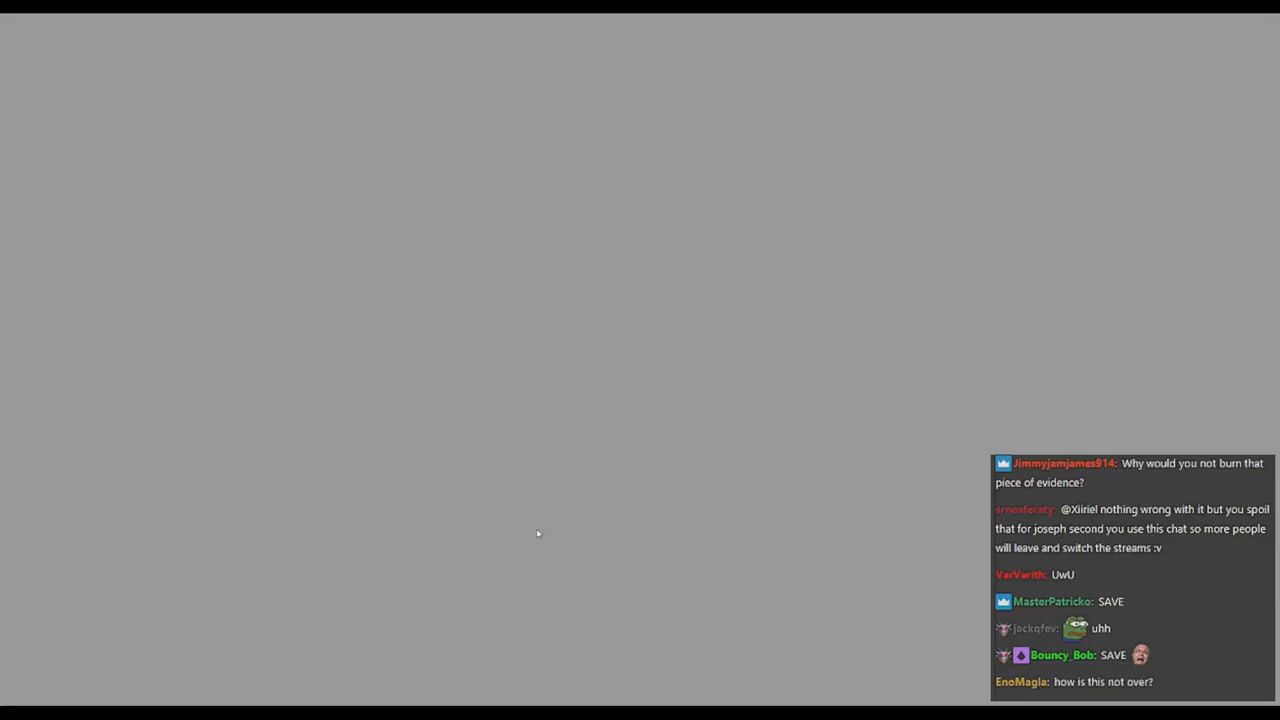 Jimmyjamjames914: Why would you not burn that
piece of evidence?
srnosferaty: @Xiiriel nothing wrong with it but you spoil
that for joseph second you use this chat so more people
will leave and switch the streams :v
VarVarith: UwU
MasterPatricko: SAVE
jackqfev: uhh
Bouncy_Bob: SAVE
EnoMagla: how is this not over?